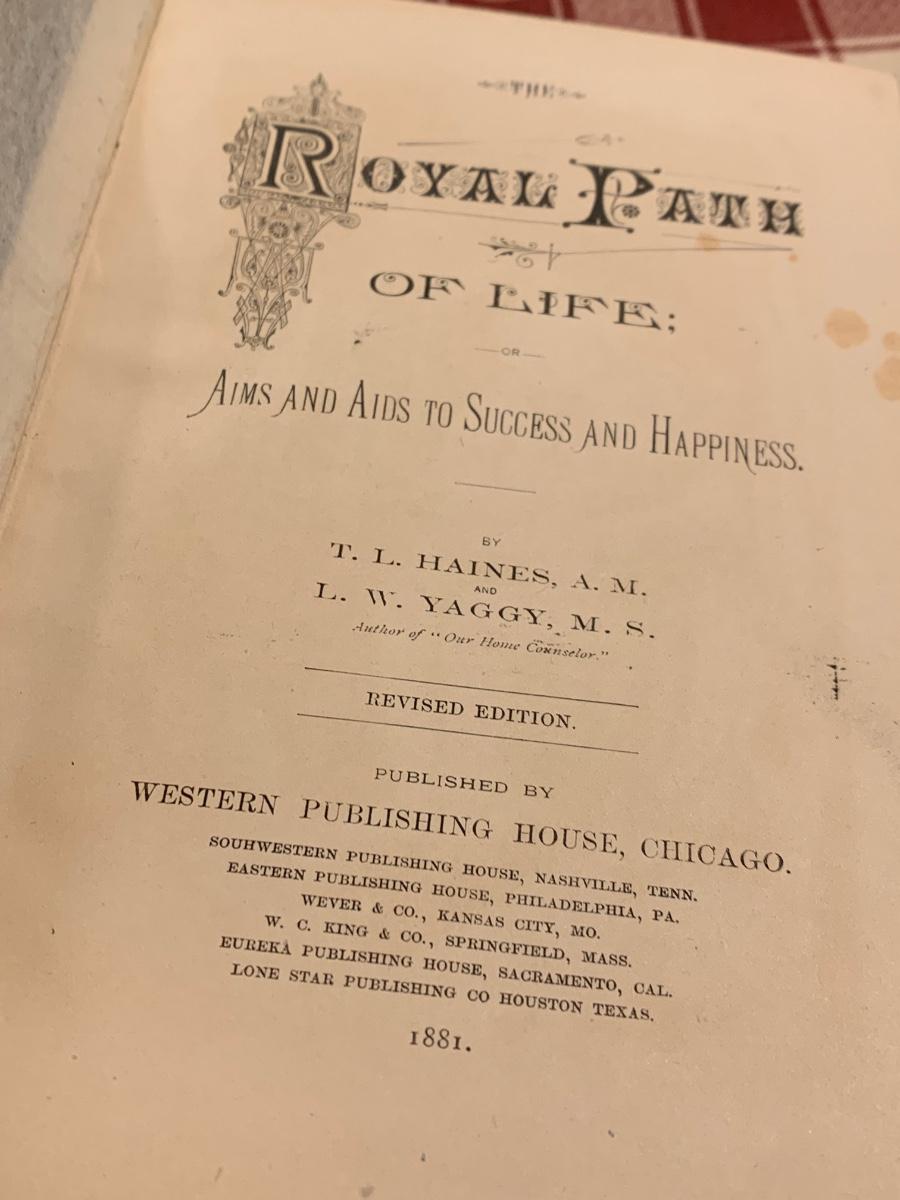 THE
ROYAL PATH
OF LIFE;
OR
AIMS AND AIDS TO SUCCESS AND HAPPINESS.
BY
T. L. HAINES, A. M.
AND
L. W. YAGGY, M. S.
Author of "Our Home Counselor."
REVISED EDITION.
PUBLISHED BY
WESTERN PUBLISHING HOUSE, CHICAGO.
SOUHWESTERN PUBLISHING HOUSE, NASHVILLE, TENN.
EASTERN PUBLISHING HOUSE, PHILADELPHIA, PA.
WEVER & CO., KANSAS CITY, MO.
W. C. KING & CO., SPRINGFIELD, MASS.
EUREKA PUBLISHING HOUSE, SACRAMENTO, CAL.
LONE STAR PUBLISHING CO HOUSTON TEXAS.
1881.